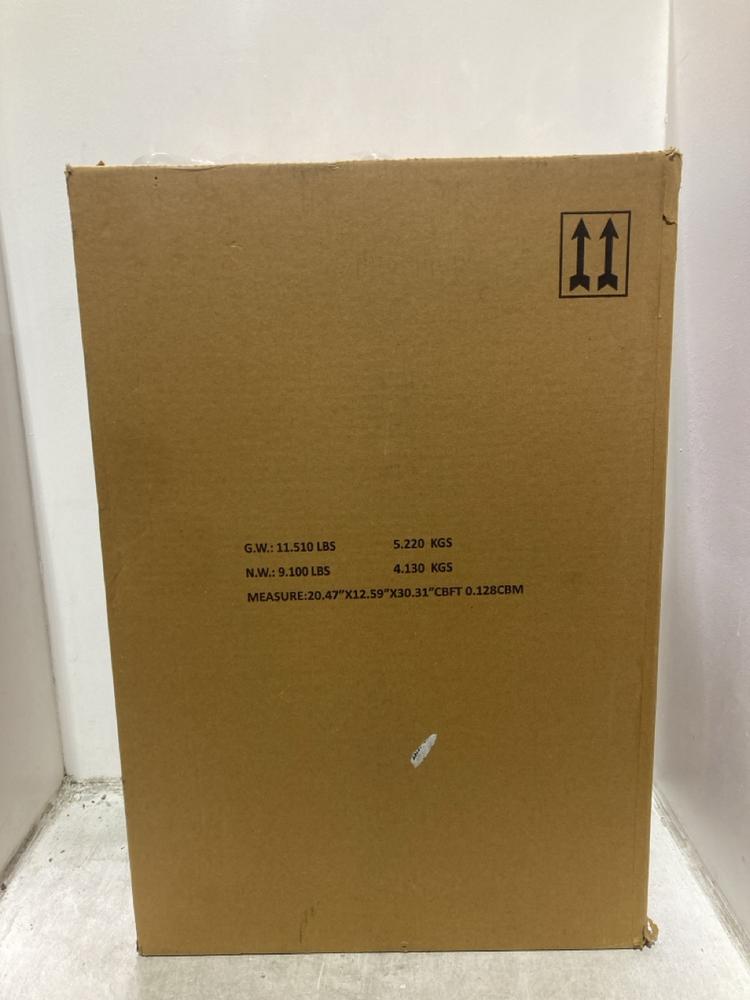 G.W.: 11.510 LBS 5.220 KGS
N.W.: 9.100 LBS 4.130 KGS
MEASURE:20.47"X12.59"X30.31"CBFT 0.128CBM